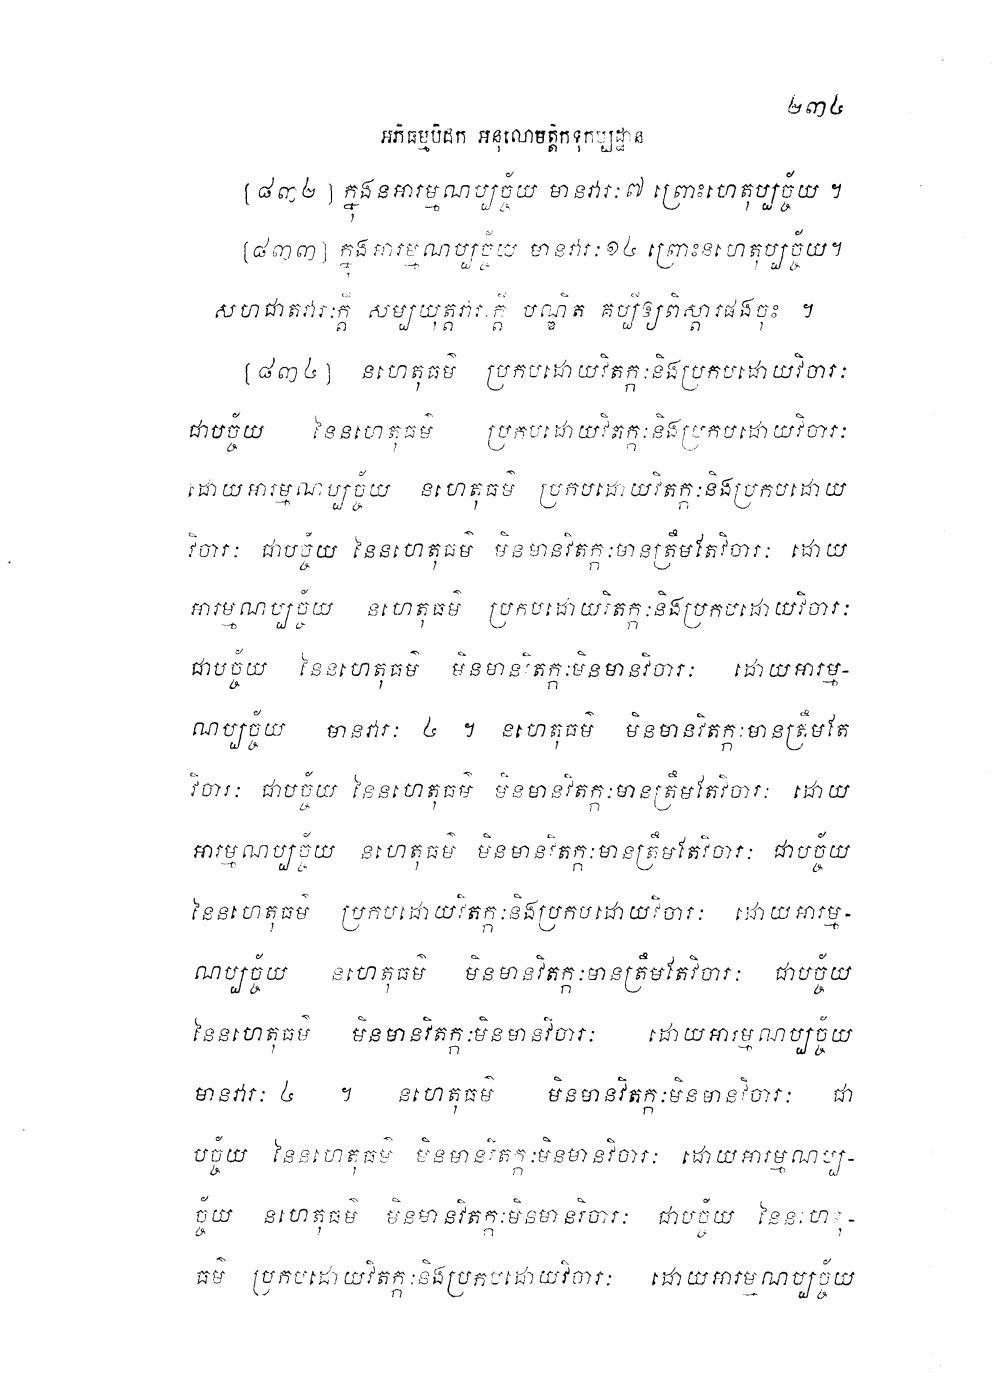 ២៣៤
អភិធម្មបិដក អនុលោមត្តិកទុកប្បដ្ឋាន
[៨៣២] ក្នុងនអារម្មណប្បច្ច័យ មានវារៈ៧ ព្រោះហេតុប្បច្ច័យ ។
[៨៣៣] ក្នុងអារម្មណប្បច្ច័យ មានវារៈ១៤ ព្រោះនហេតុប្បច្ច័យ។
សហជាតវារៈក្តី សម្បយុត្តវារៈក្តី បណ្ឌិត គប្បីឲ្យពិស្តារផងចុះ ។
[៨៣៤] នហេតុធម៌ ប្រកបដោយវិតក្កៈនិងប្រកបដោយវិចារៈ
ជាបច្ច័យ នៃនហេតុធម៌ ប្រកបដោយវិតក្កៈនិងប្រកបដោយវិចារៈ
ដោយអារម្មណប្បច្ច័យ នហេតុធម៌ ប្រកបដោយវិតក្កៈនិងប្រកបដោយ
វិចារៈ ជាបច្ច័យ នៃនហេតុធម៌ មិនមានវិតក្កៈមានត្រឹមតែវិចារៈ ដោយ
អារម្មណប្បច្ច័យ នហេតុធម៌ ប្រកបដោយវិតក្កៈនិងប្រកបដោយវិចារៈ
ជាបច្ច័យ នៃនហេតុធម៌ មិនមានវិតក្កៈមិនមានវិចារៈ ដោយអារម្ម-
ណប្បច្ច័យ មានវារៈ ៤ ។ នហេតុធម៌ មិនមានវិតក្កៈមានត្រឹមតែ
វិចារៈ ជាបច្ច័យ នៃនហេតុធម៌ មិនមានវិតក្កៈមានត្រឹមតែវិចារៈ ដោយ
អារម្មណប្បច្ច័យ នហេតុធម៌ មិនមានវិតក្កៈមានត្រឹមតែវិចារៈ ជាបច្ច័យ
នៃនហេតុធម៌ ប្រកបដោយវិតក្កៈនិងប្រកបដោយវិចារៈ ដោយអារម្ម-
ណប្បច្ច័យ នហេតុធម៌ មិនមានវិតក្កៈមានត្រឹមតែវិចារៈ ជាបច្ច័យ
នៃនហេតុធម៌ មិនមានវិតក្កៈមិនមានវិចារៈ ដោយអារម្មណប្បច្ច័យ
មានវារៈ ៤ ។ នហេតុធម៌ មិនមានវិតក្កៈមិនមានវិចារៈ ជា
បច្ច័យ នៃនហេតុធម៌ មិនមានវិតក្កៈមិនមានវិចារៈ ដោយអារម្មណប្ប-
ច្ច័យ នហេតុធម៌ មិនមានវិតក្កៈមិនមានវិចារៈ ជាបច្ច័យ នៃនហេតុ-
ធម៌ ប្រកបដោយវិតក្កៈនិងប្រកបដោយវិចារៈ ដោយអារម្មណប្បច្ច័យ